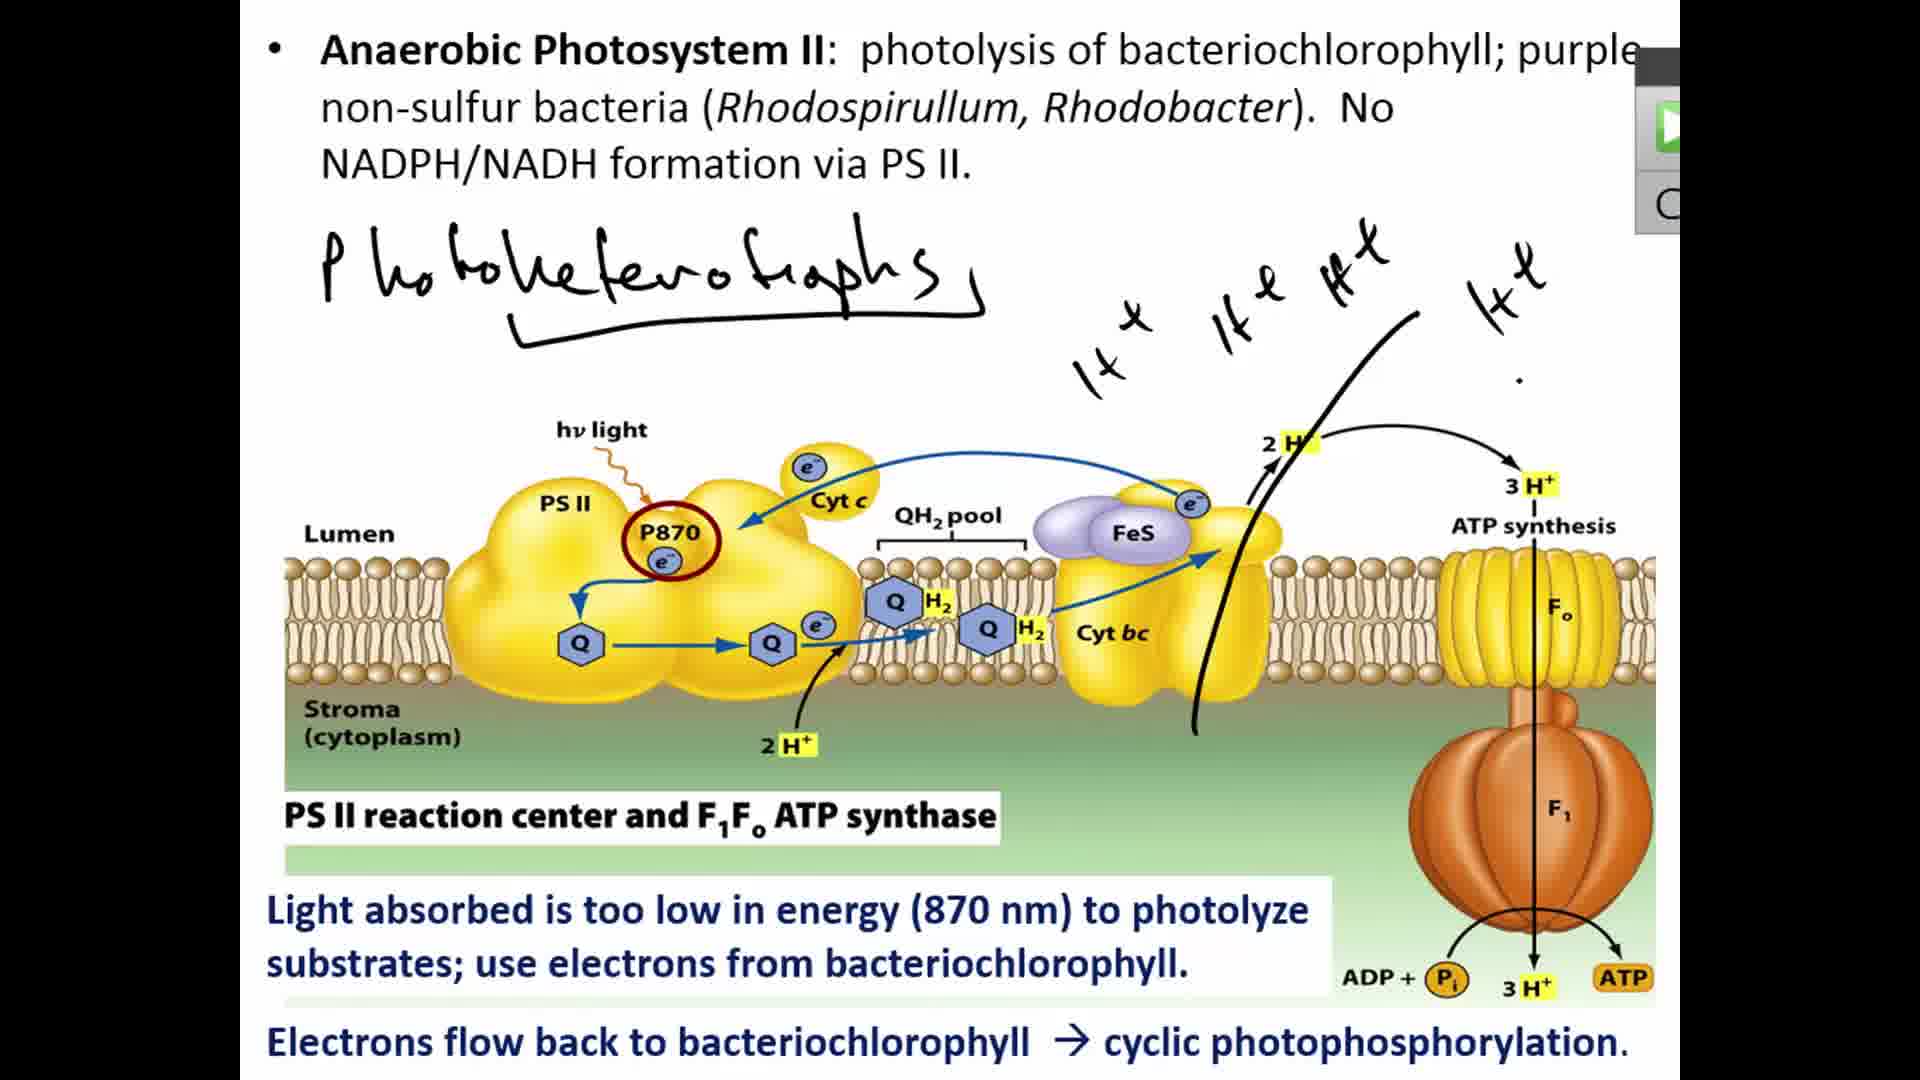 • Anaerobic Photosystem II: photolysis of bacteriochlorophyll; purple
non-sulfur bacteria (Rhodospirullum, Rhodobacter). No
NADPH/NADH formation via PS II.
Photoheterotrophs
H+ H+ H+ H+
hν light
e⁻
Cyt c
PS II
P870
e⁻
Lumen
QH₂ pool
FeS
e⁻
2 H⁺
3 H⁺
ATP synthesis
Q H₂
Q H₂
Q
Q
e⁻
Cyt bc
F₀
Stroma
(cytoplasm)
2 H⁺
F₁
PS II reaction center and F₁F₀ ATP synthase
Light absorbed is too low in energy (870 nm) to photolyze
substrates; use electrons from bacteriochlorophyll.
ADP + Pᵢ
3 H⁺
ATP
Electrons flow back to bacteriochlorophyll → cyclic photophosphorylation.